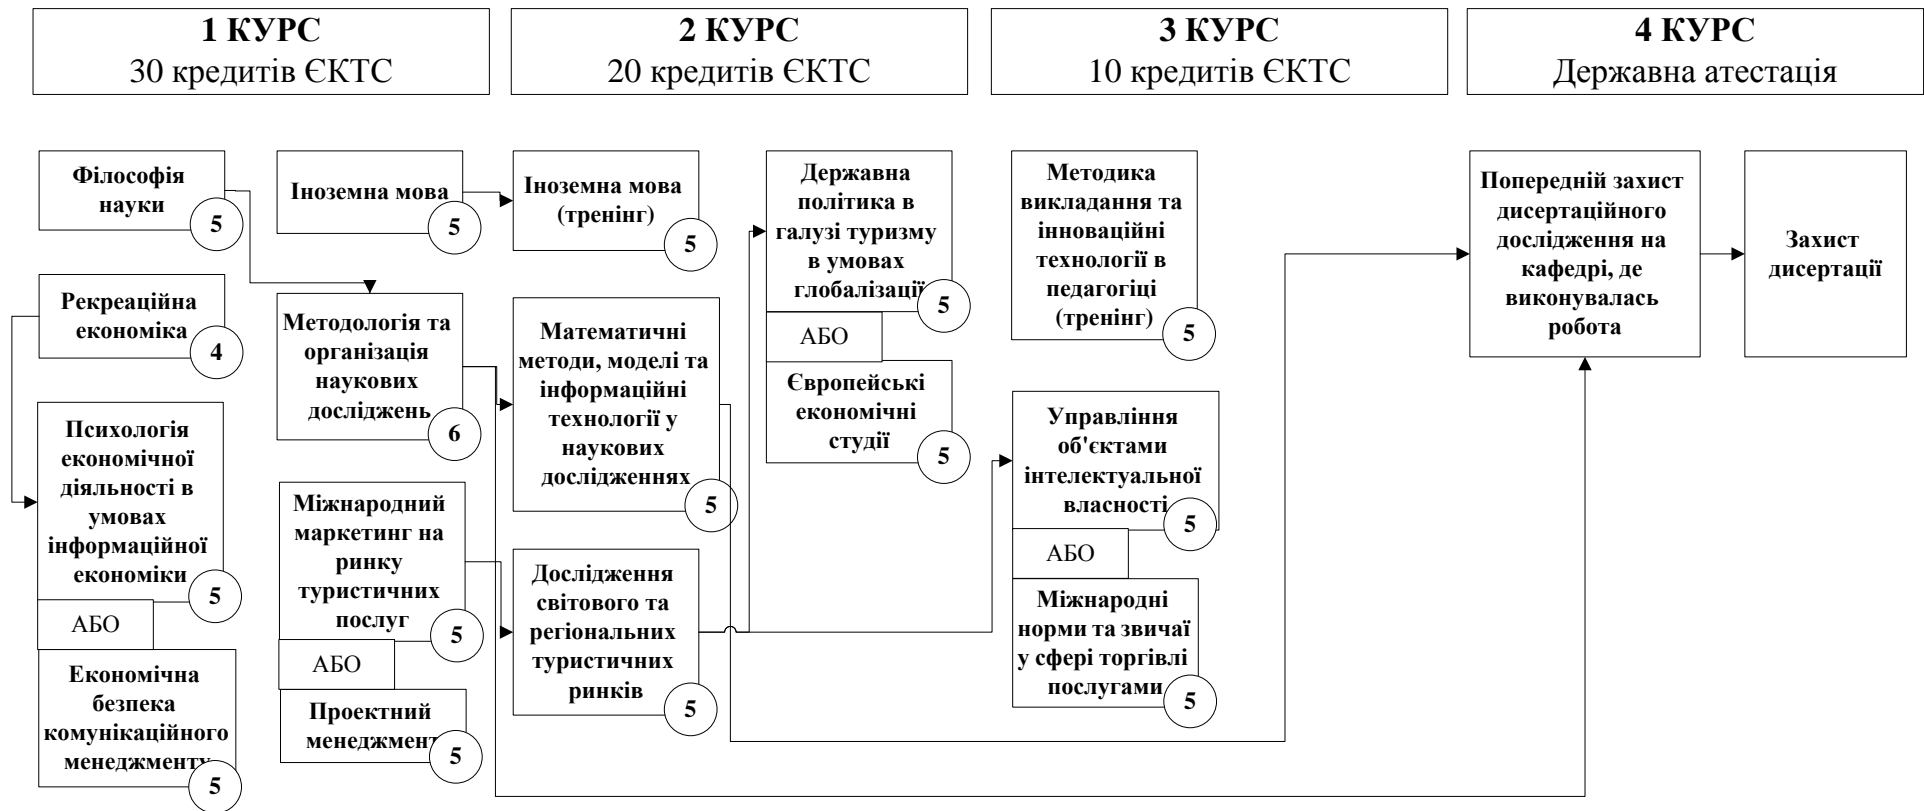 1 КУРС
30 кредитів ЄКТС
2 КУРС
20 кредитів ЄКТС
3 КУРС
10 кредитів ЄКТС
4 КУРС
Державна атестація
Філософія
науки
5
Рекреаційна
економіка
4
Психологія
економічної
діяльності в
умовах
інформаційної
економіки
5
АБО
Економічна
безпека
комунікаційного
менеджменту
5
Іноземна мова
5
Методологія та
організація
наукових
досліджень
6
Міжнародний
маркетинг на
ринку
туристичних
послуг
5
АБО
Проектний
менеджмент
5
Іноземна мова
(тренінг)
5
Математичні
методи, моделі та
інформаційні
технології у
наукових
дослідженнях
5
Дослідження
світового та
регіональних
туристичних
ринків
5
Державна
політика в
галузі туризму
в умовах
глобалізації
5
АБО
Європейські
економічні
студії
5
Методика
викладання та
інноваційні
технології в
педагогіці
(тренінг)
5
Управління
об'єктами
інтелектуальної
власності
5
АБО
Міжнародні
норми та звичаї
у сфері торгівлі
послугами
5
Попередній захист
дисертаційного
дослідження на
кафедрі, де
виконувалась
робота
Захист
дисертації